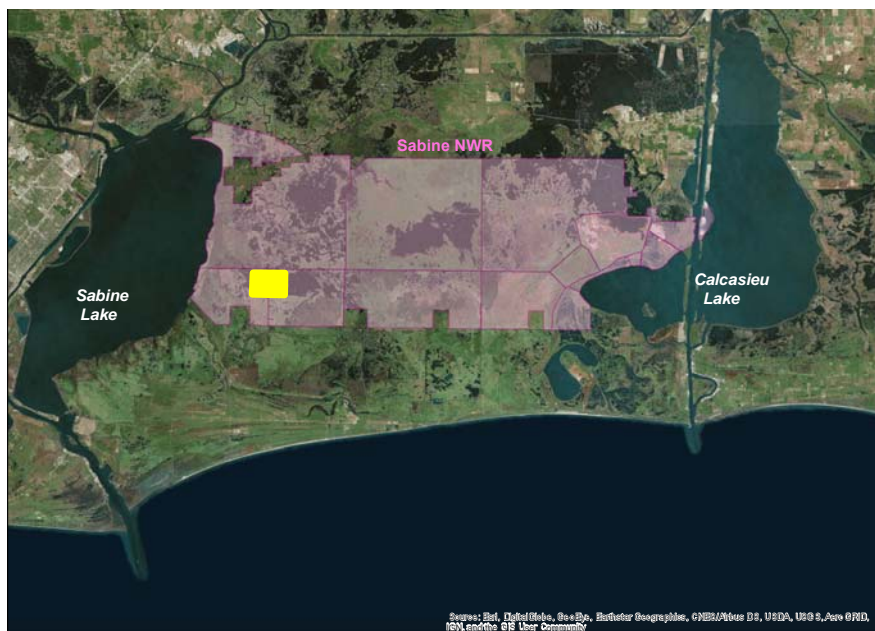 Sabine NWR
Sabine
Lake
Calcasieu
Lake
Source: Esri, DigitalGlobe, GeoEye, Earthstar Geographics, CNES/Airbus DS, USDA, USGS, AeroGRID,
IGN, and the GIS User Community